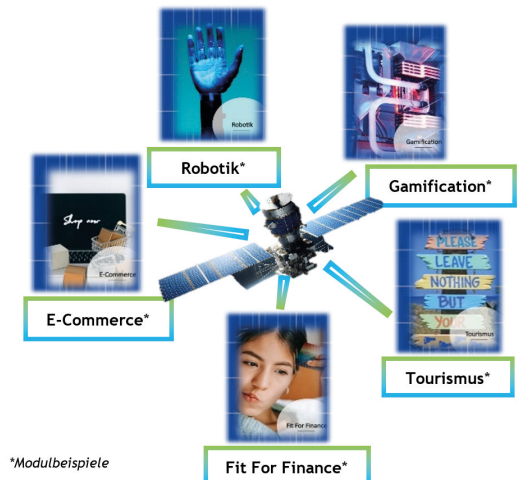 Robotik
Robotik*
Gamification
Gamification*
Shop now
E-Commerce
E-Commerce*
PLEASE
LEAVE
NOTHING
BUT
YOUR
Tourismus
Tourismus*
Fit For Finance
Fit For Finance*
*Modulbeispiele